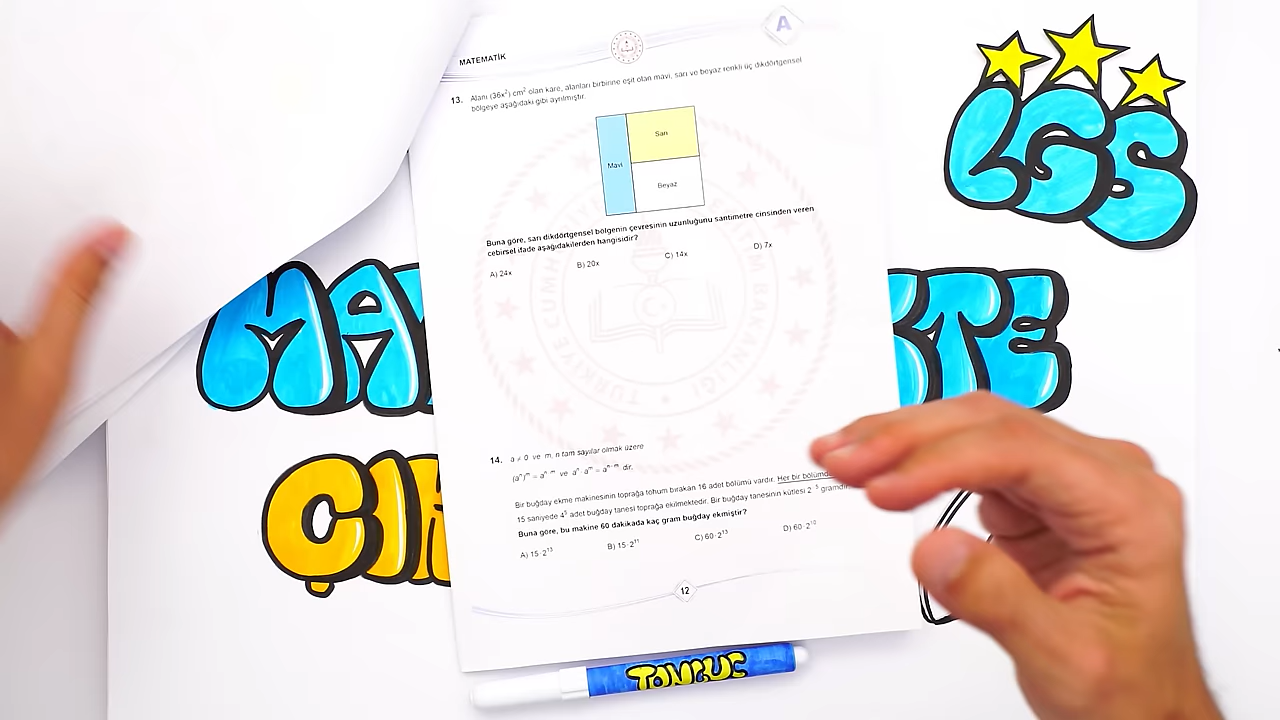 MATEMATİK
A
13. Alanı (36x²) cm² olan kare, alanları birbirine eşit olan mavi, sarı ve beyaz renkli üç dikdörtgensel
bölgeye aşağıdaki gibi ayrılmıştır.
Mavi
Sarı
Beyaz
Buna göre, sarı dikdörtgensel bölgenin çevresinin uzunluğunu santimetre cinsinden veren
cebirsel ifade aşağıdakilerden hangisidir?
A) 24x B) 20x C) 14x D) 7x
14. a ≠ 0 ve m, n tam sayılar olmak üzere
ve
dir.
Bir buğday ekme makinesinin toprağa tohum bırakan 16 adet bölümü vardır. Her bir
15 saniyede 4⁵ adet buğday tanesi toprağa ekilmektedir. Bir buğday tanesinin kütlesi
Buna göre, bu makine 60 dakikada kaç gram buğday ekmiştir?
A) 15·2¹³ B) 15·2¹¹ C) 60·2¹³ D) 60·2¹⁰
12
LGS
MA
TE
ÇI
TONGUÇ